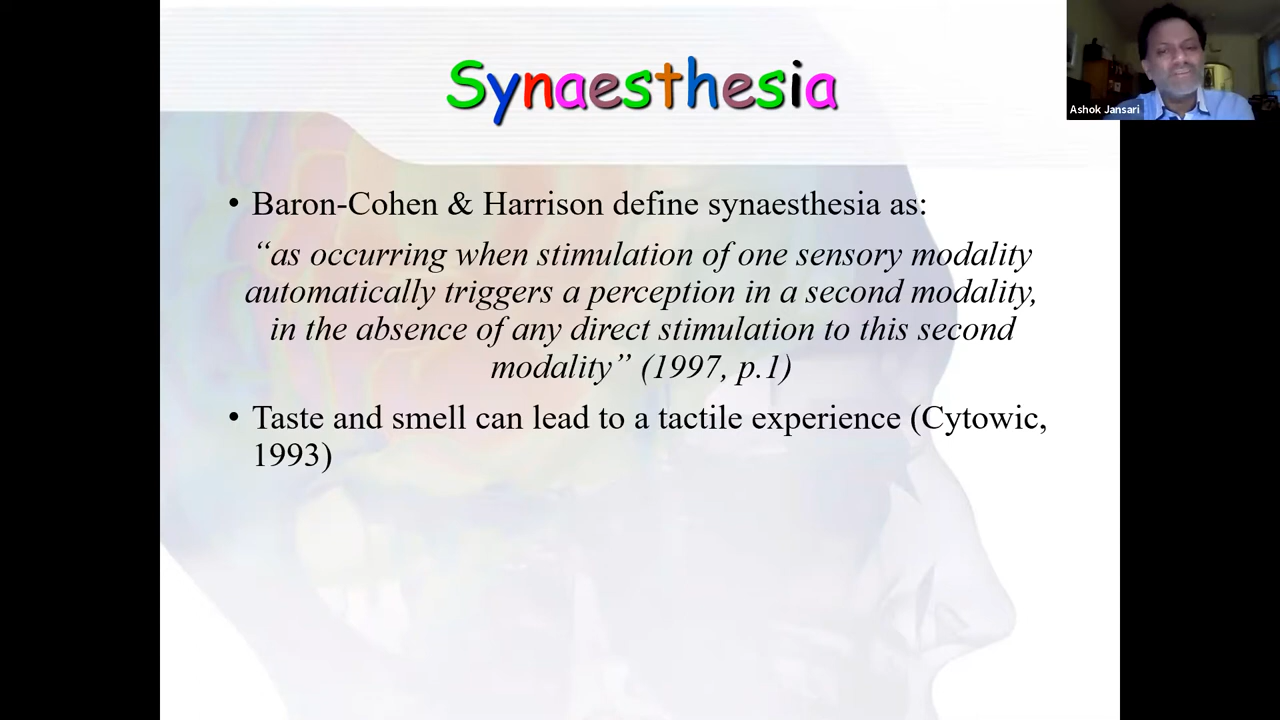 Synaesthesia
Ashok Jansari
• Baron-Cohen & Harrison define synaesthesia as:
“as occurring when stimulation of one sensory modality
automatically triggers a perception in a second modality,
in the absence of any direct stimulation to this second
modality” (1997, p.1)
• Taste and smell can lead to a tactile experience (Cytowic,
1993)